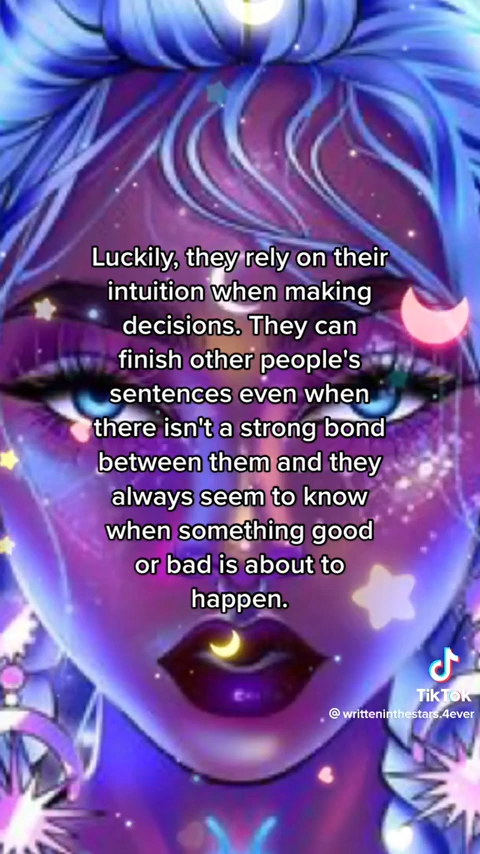 Luckily, they rely on their
intuition when making
decisions. They can
finish other people's
sentences even when
there isn't a strong bond
between them and they
always seem to know
when something good
or bad is about to
happen.
TikTok
@writteninthestars.4ever